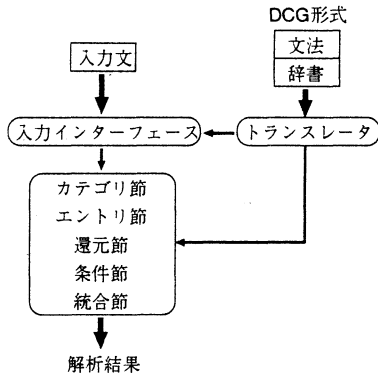 DCG形式
入力文
文法
辞書
入力インターフェース
トランスレータ
カテゴリ節
エントリ節
還元節
条件節
統合節
解析結果